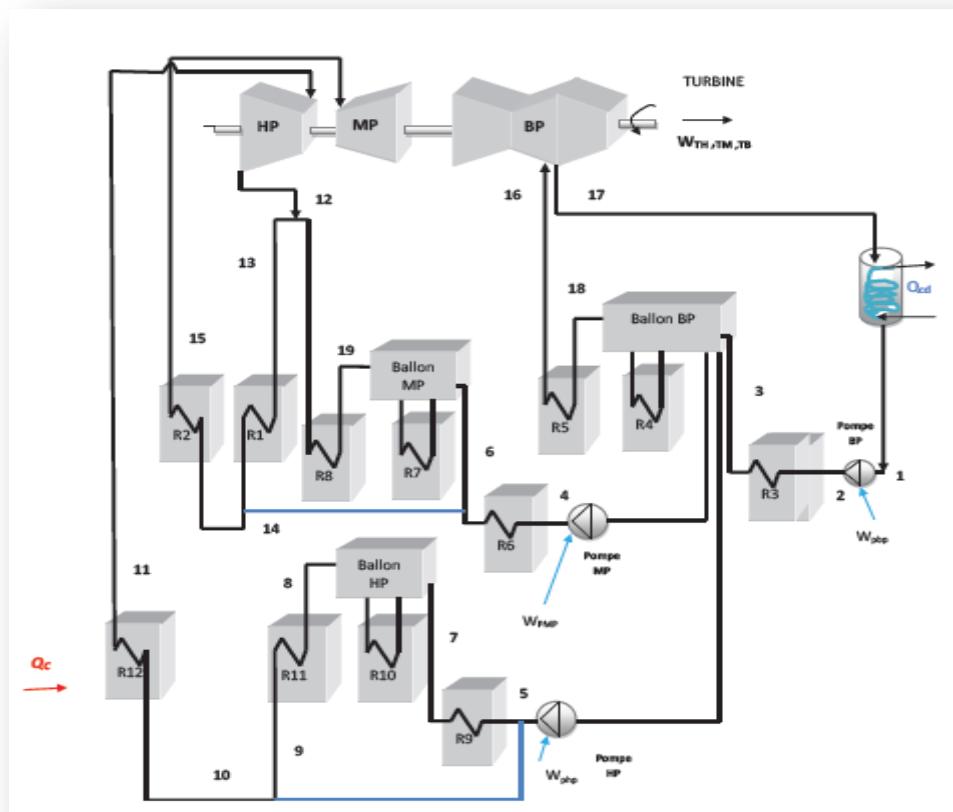 TURBINE
HP
MP
BP
W_TH,TM,TB
12
16
17
13
18
Q_cd
Ballon BP
15
19
Ballon
MP
3
R2
R1
R5
R4
Pompe
BP
R8
R7
6
R3
1
4
2
14
R6
Pompe
MP
W_pbp
11
8
Ballon
HP
W_PMP
7
Q_c
R12
R11
R10
5
R9
9
Pompe
HP
10
W_php